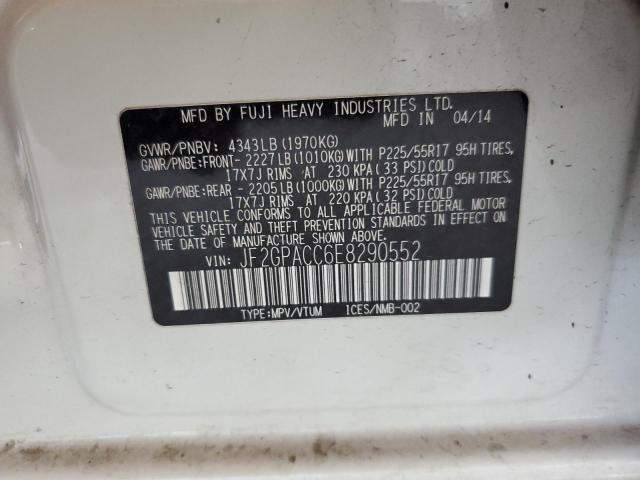 MFD BY FUJI HEAVY INDUSTRIES LTD.
MFD IN 04/14
GVWR/PNBV: 4343LB(1970KG)
GAWR/PNBE:FRONT- 2227LB(1010KG)WITH P225/55R17 95H TIRES,
17X7J RIMS AT 230 KPA(33 PSI)COLD
GAWR/PNBE:REAR - 2205LB(1000KG)WITH P225/55R17 95H TIRES,
17X7J RIMS AT 220 KPA(32 PSI)COLD
THIS VEHICLE CONFORMS TO ALL APPLICABLE FEDERAL MOTOR
VEHICLE SAFETY AND THEFT PREVENTION STANDARDS IN EFFECT
ON THE DATE OF MANUFACTURE SHOWN ABOVE.
VIN: JF2GPACC6E8290552
TYPE:MPV/VTUM ICES/NMB-002